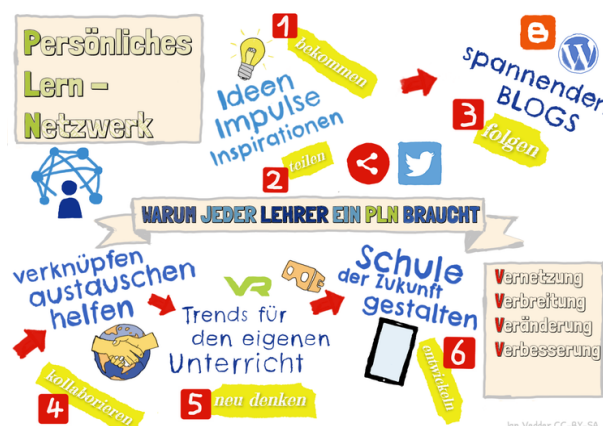 Persönliches
Lern –
Netzwerk
1
bekommen
Ideen
Impulse
Inspirationen
2
teilen
spannenden
BLOGS
3
folgen
WARUM JEDER LEHRER EIN PLN BRAUCHT
verknüpfen
austauschen
helfen
4
kollaborieren
VR
Trends für
den eigenen
Unterricht
5
neu denken
Schule
der Zukunft
gestalten
6
entwickeln
Vernetzung
Verbreitung
Veränderung
Verbesserung